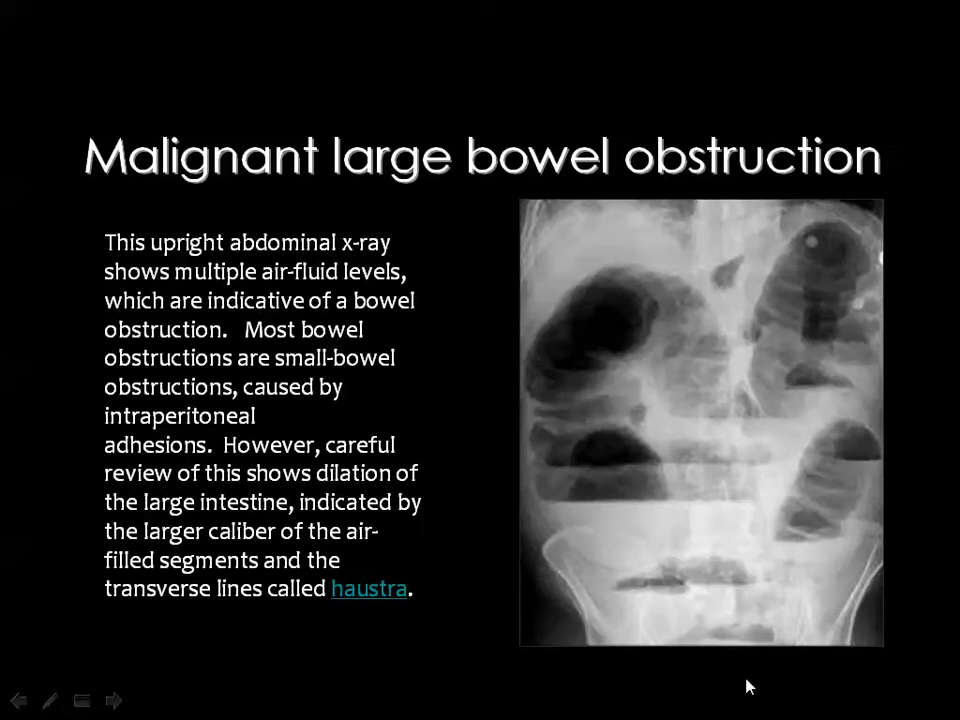 Malignant large bowel obstruction
This upright abdominal x-ray
shows multiple air-fluid levels,
which are indicative of a bowel
obstruction. Most bowel
obstructions are small-bowel
obstructions, caused by
intraperitoneal
adhesions. However, careful
review of this shows dilation of
the large intestine, indicated by
the larger caliber of the air-
filled segments and the
transverse lines called haustra.